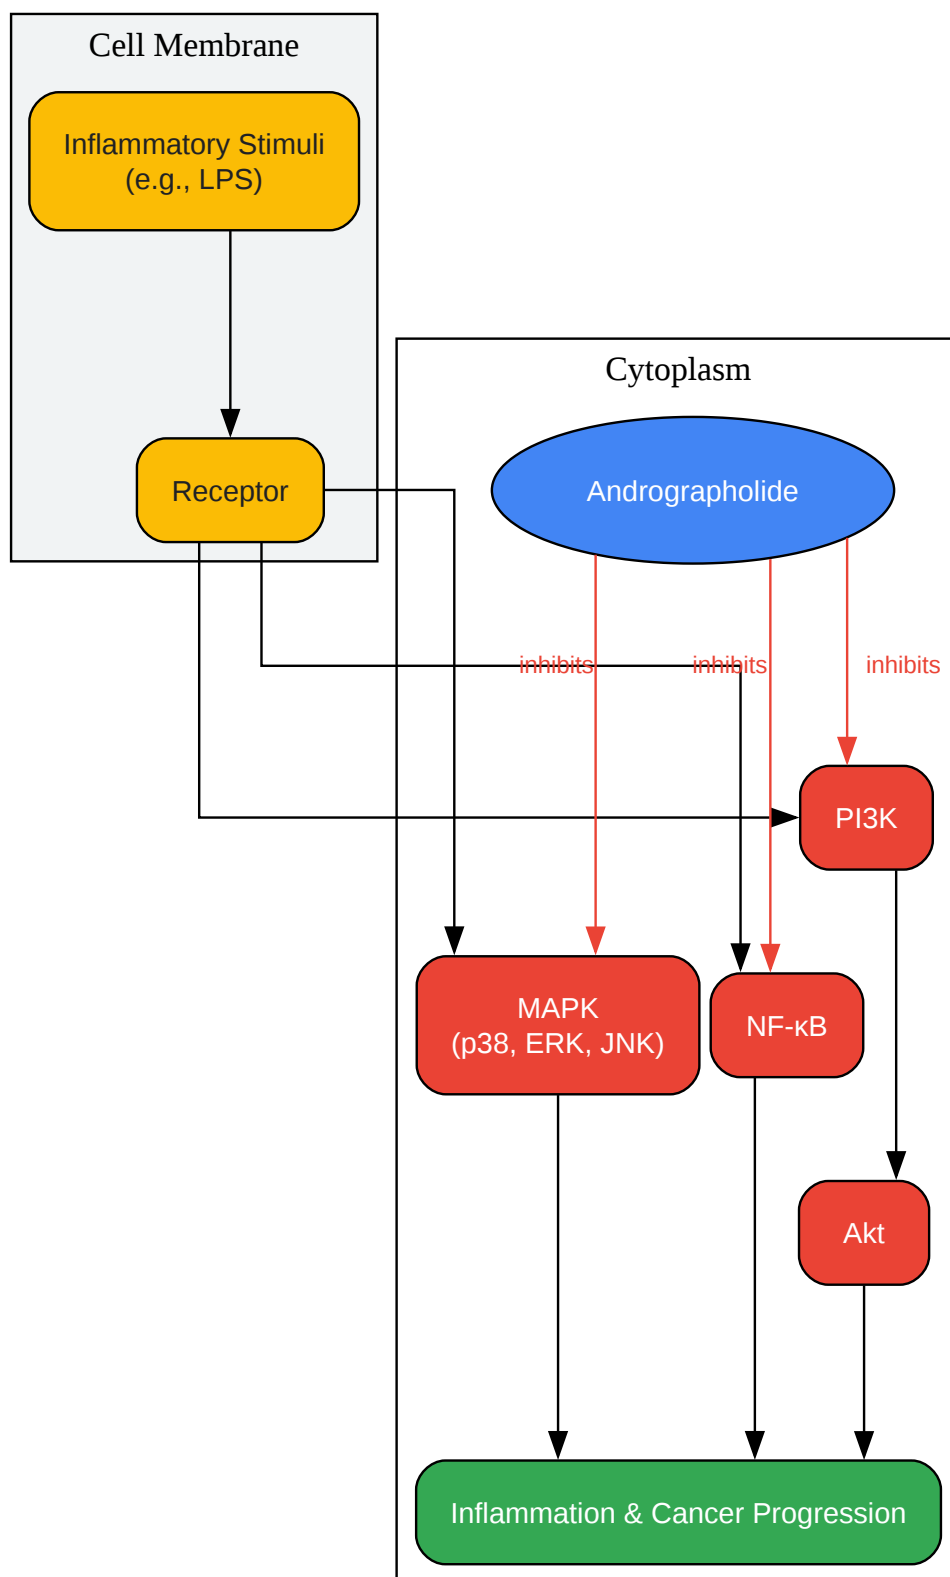 Cell Membrane
Inflammatory Stimuli
(e.g., LPS)
Cytoplasm
Receptor
Andrographolide
inhibits
inhibits
inhibits
PI3K
MAPK
(p38, ERK, JNK)
NF-κB
Akt
Inflammation & Cancer Progression